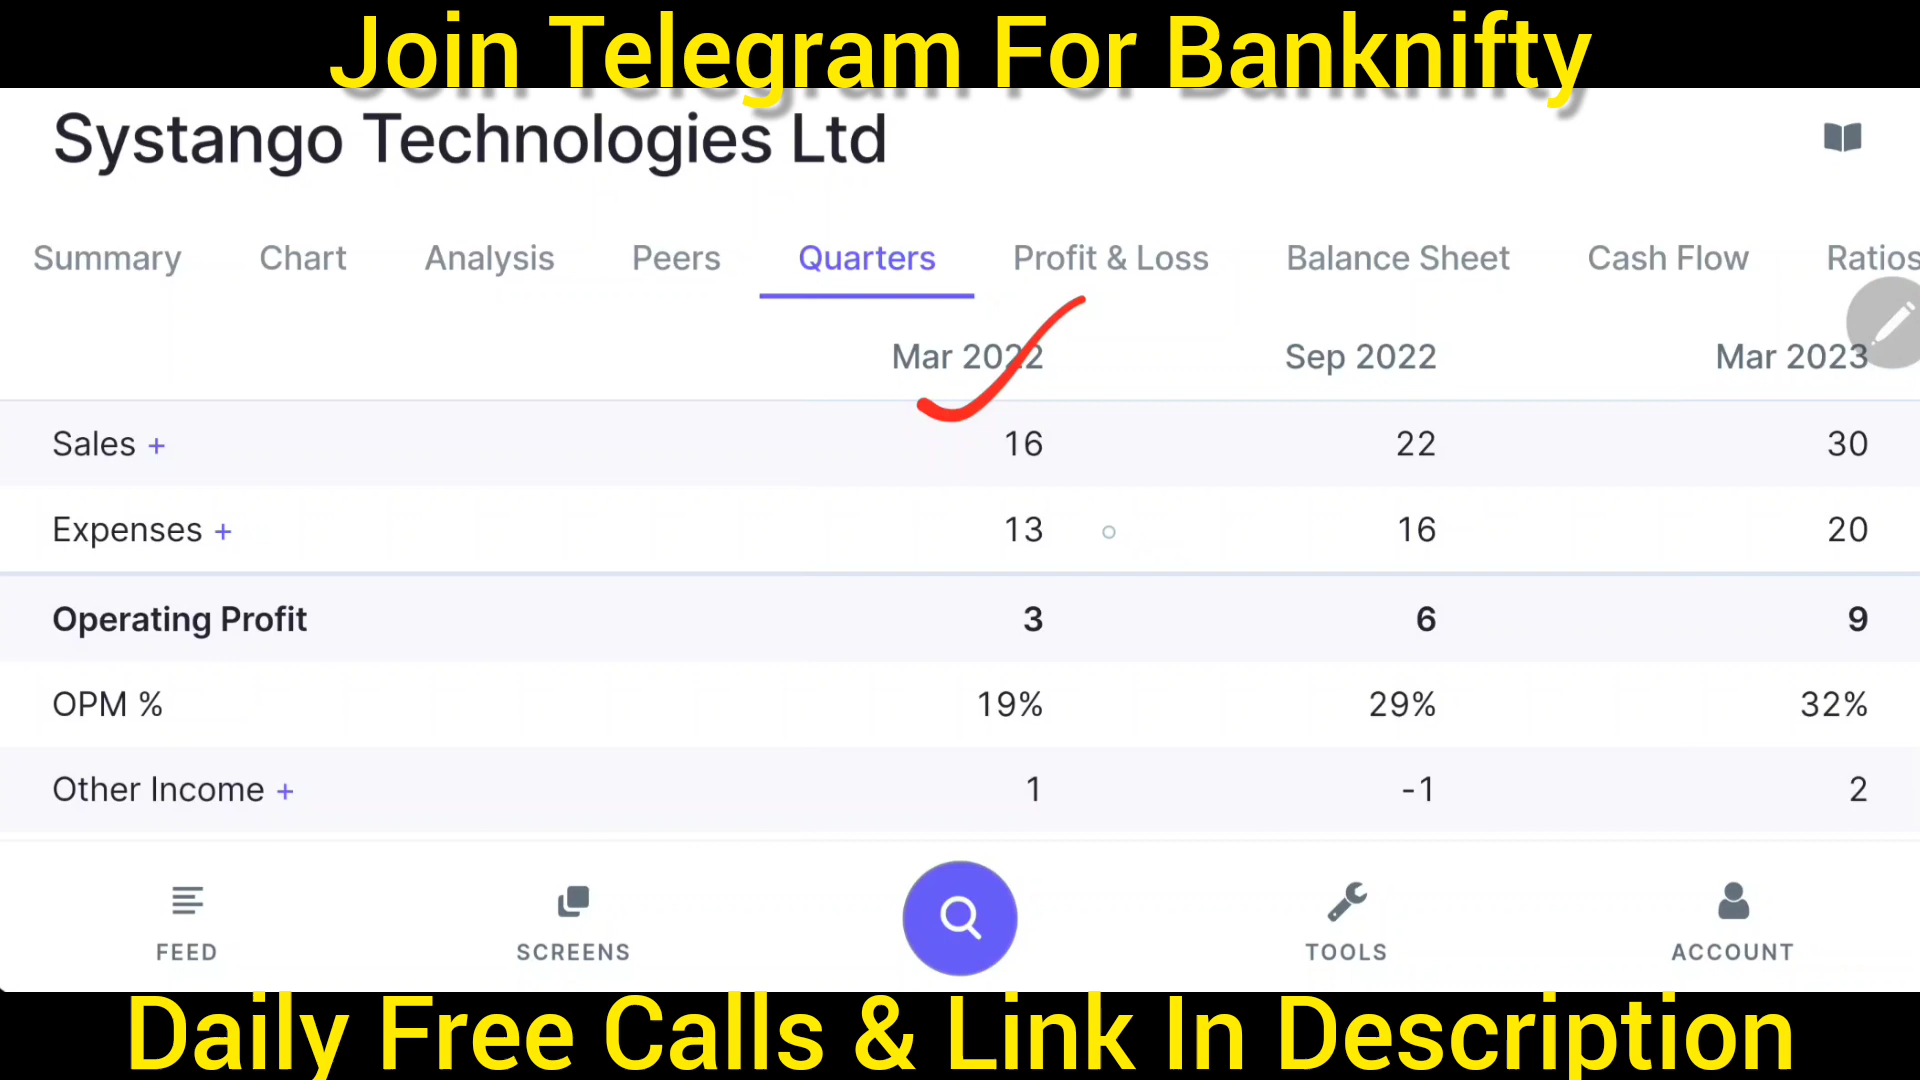 Join Telegram For Banknifty
Systango Technologies Ltd
Summary Chart Analysis Peers Quarters Profit & Loss Balance Sheet Cash Flow Ratios
Mar 2022 Sep 2022 Mar 2023
Sales + 16 22 30
Expenses + 13 16 20
Operating Profit 3 6 9
OPM % 19% 29% 32%
Other Income + 1 -1 2
FEED SCREENS TOOLS ACCOUNT
Daily Free Calls & Link In Description